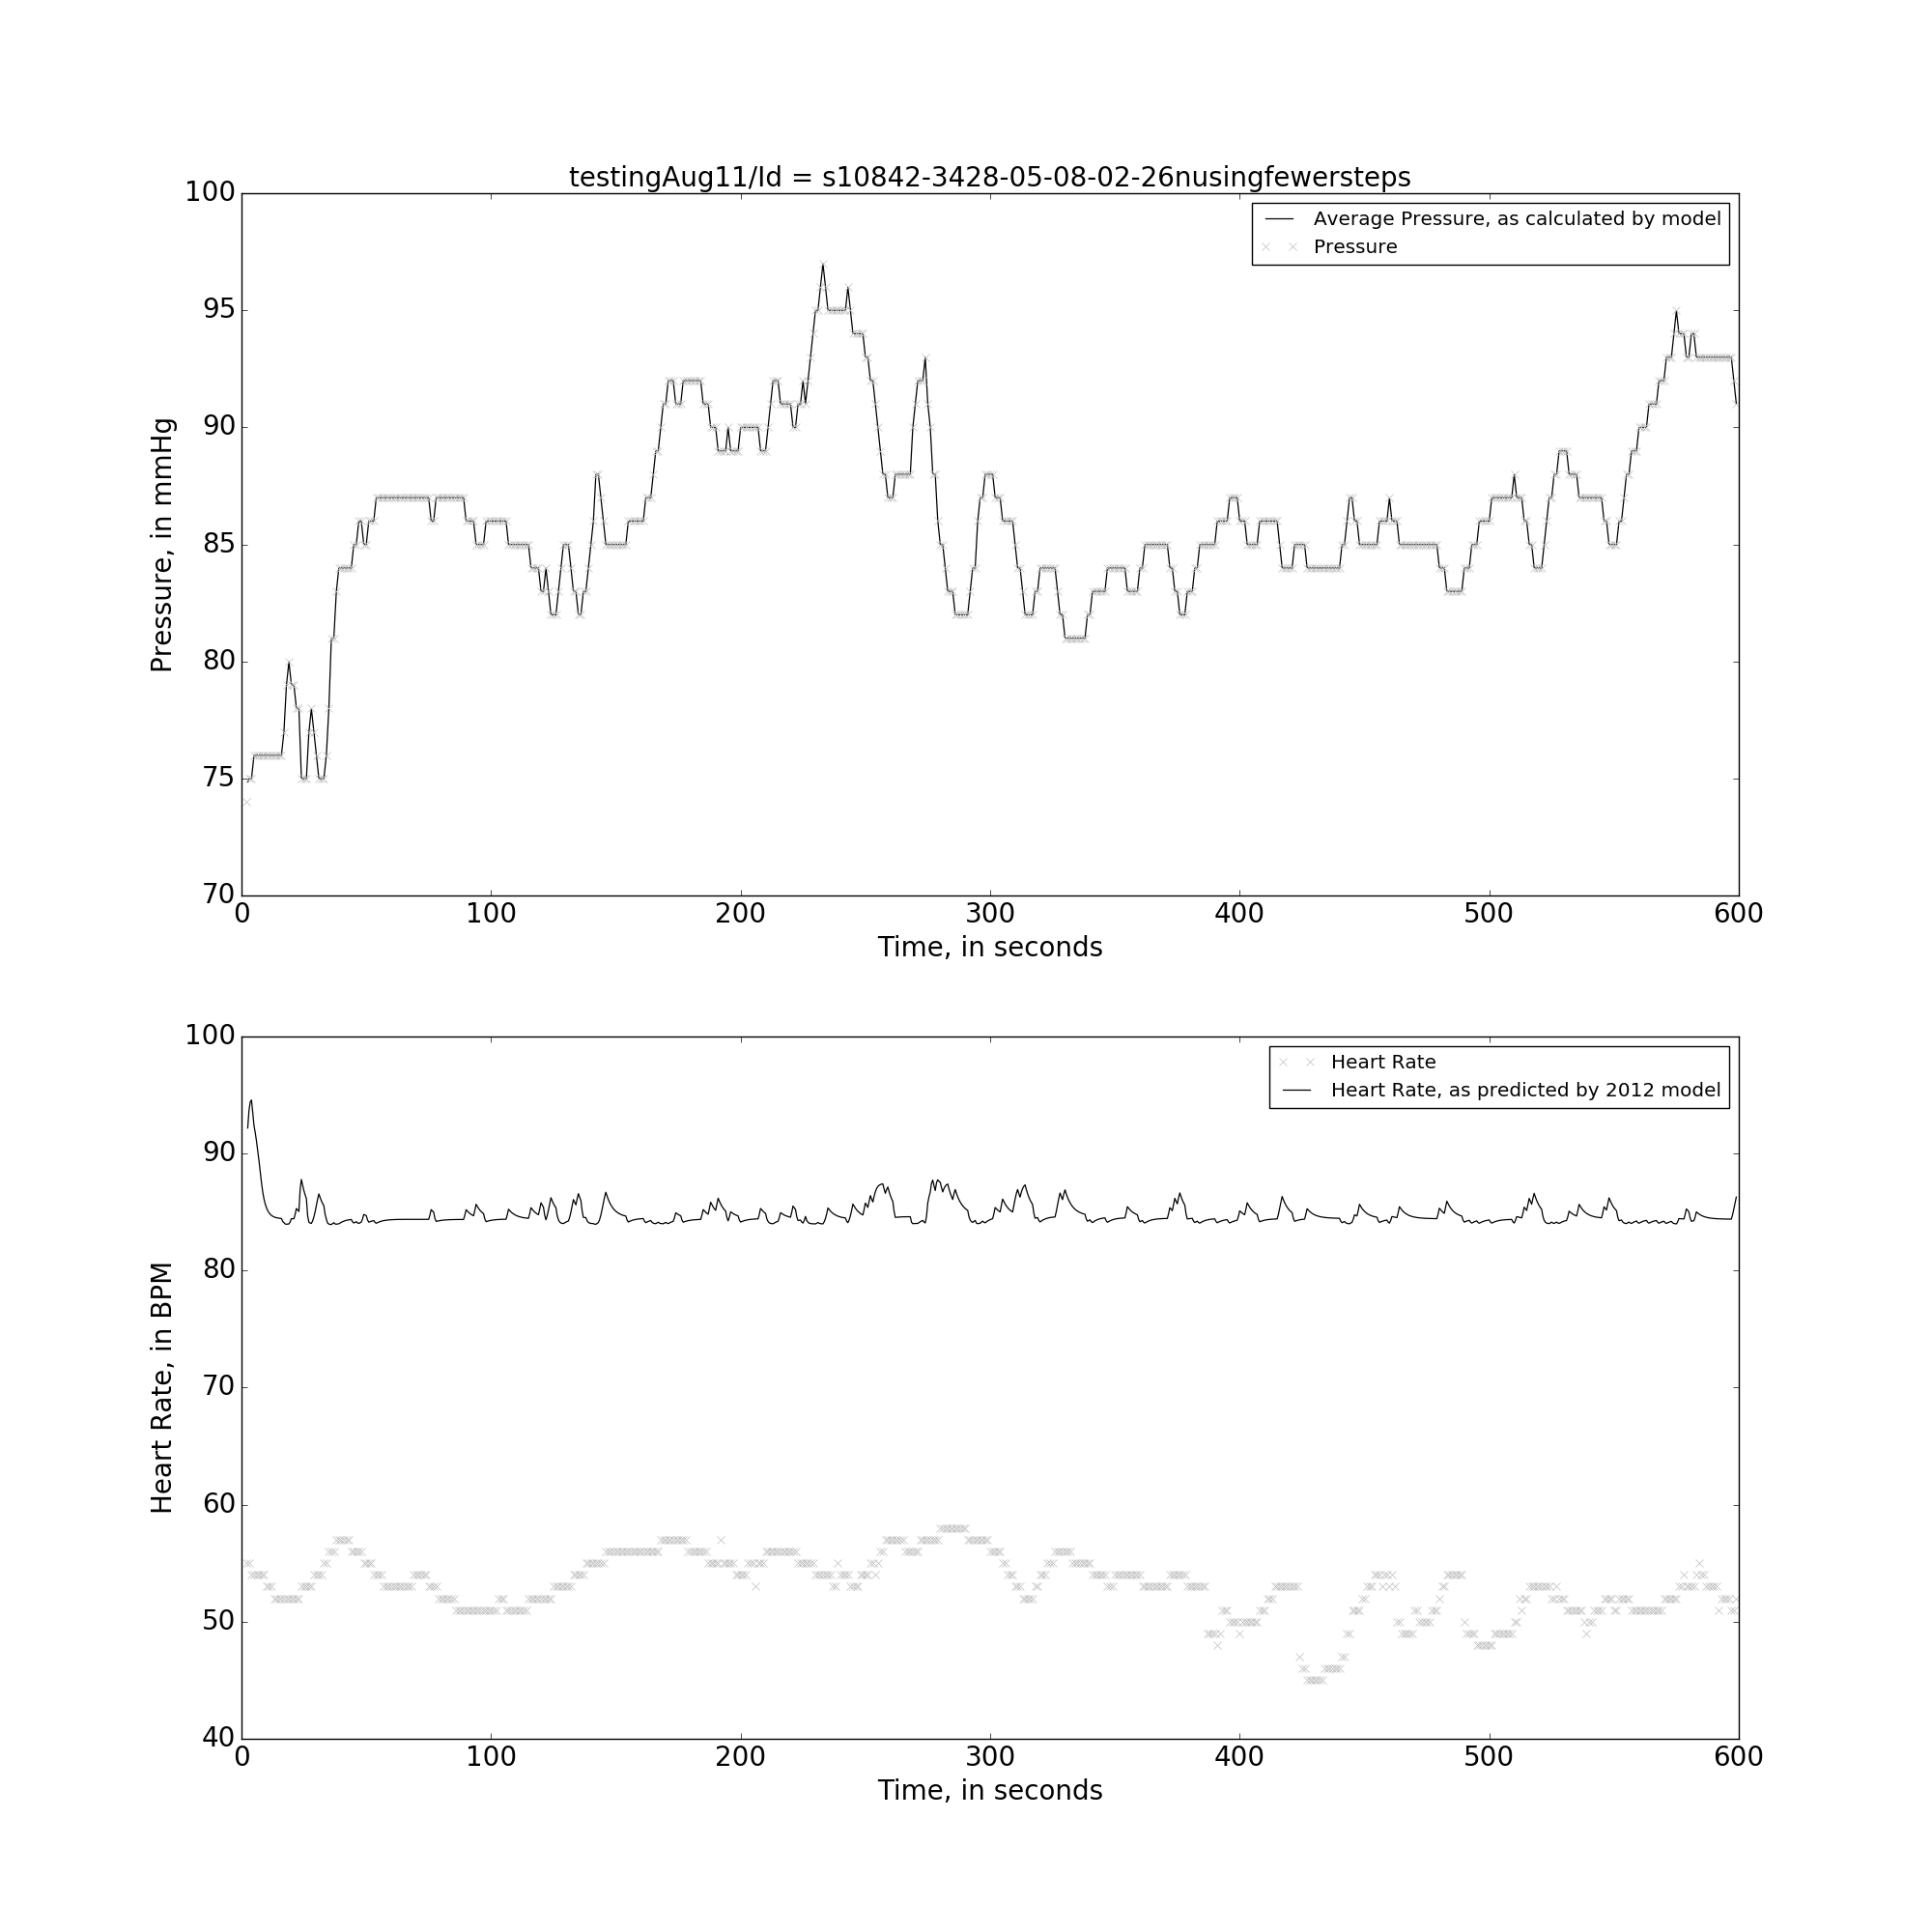 testingAug11/Id = s10842-3428-05-08-02-26nusingfewersteps
100
95
90
85
80
75
70
Pressure, in mmHg
Average Pressure, as calculated by model
Pressure
0 100 200 300 400 500 600
Time, in seconds
100
90
80
70
60
50
40
Heart Rate, in BPM
Heart Rate
Heart Rate, as predicted by 2012 model
0 100 200 300 400 500 600
Time, in seconds